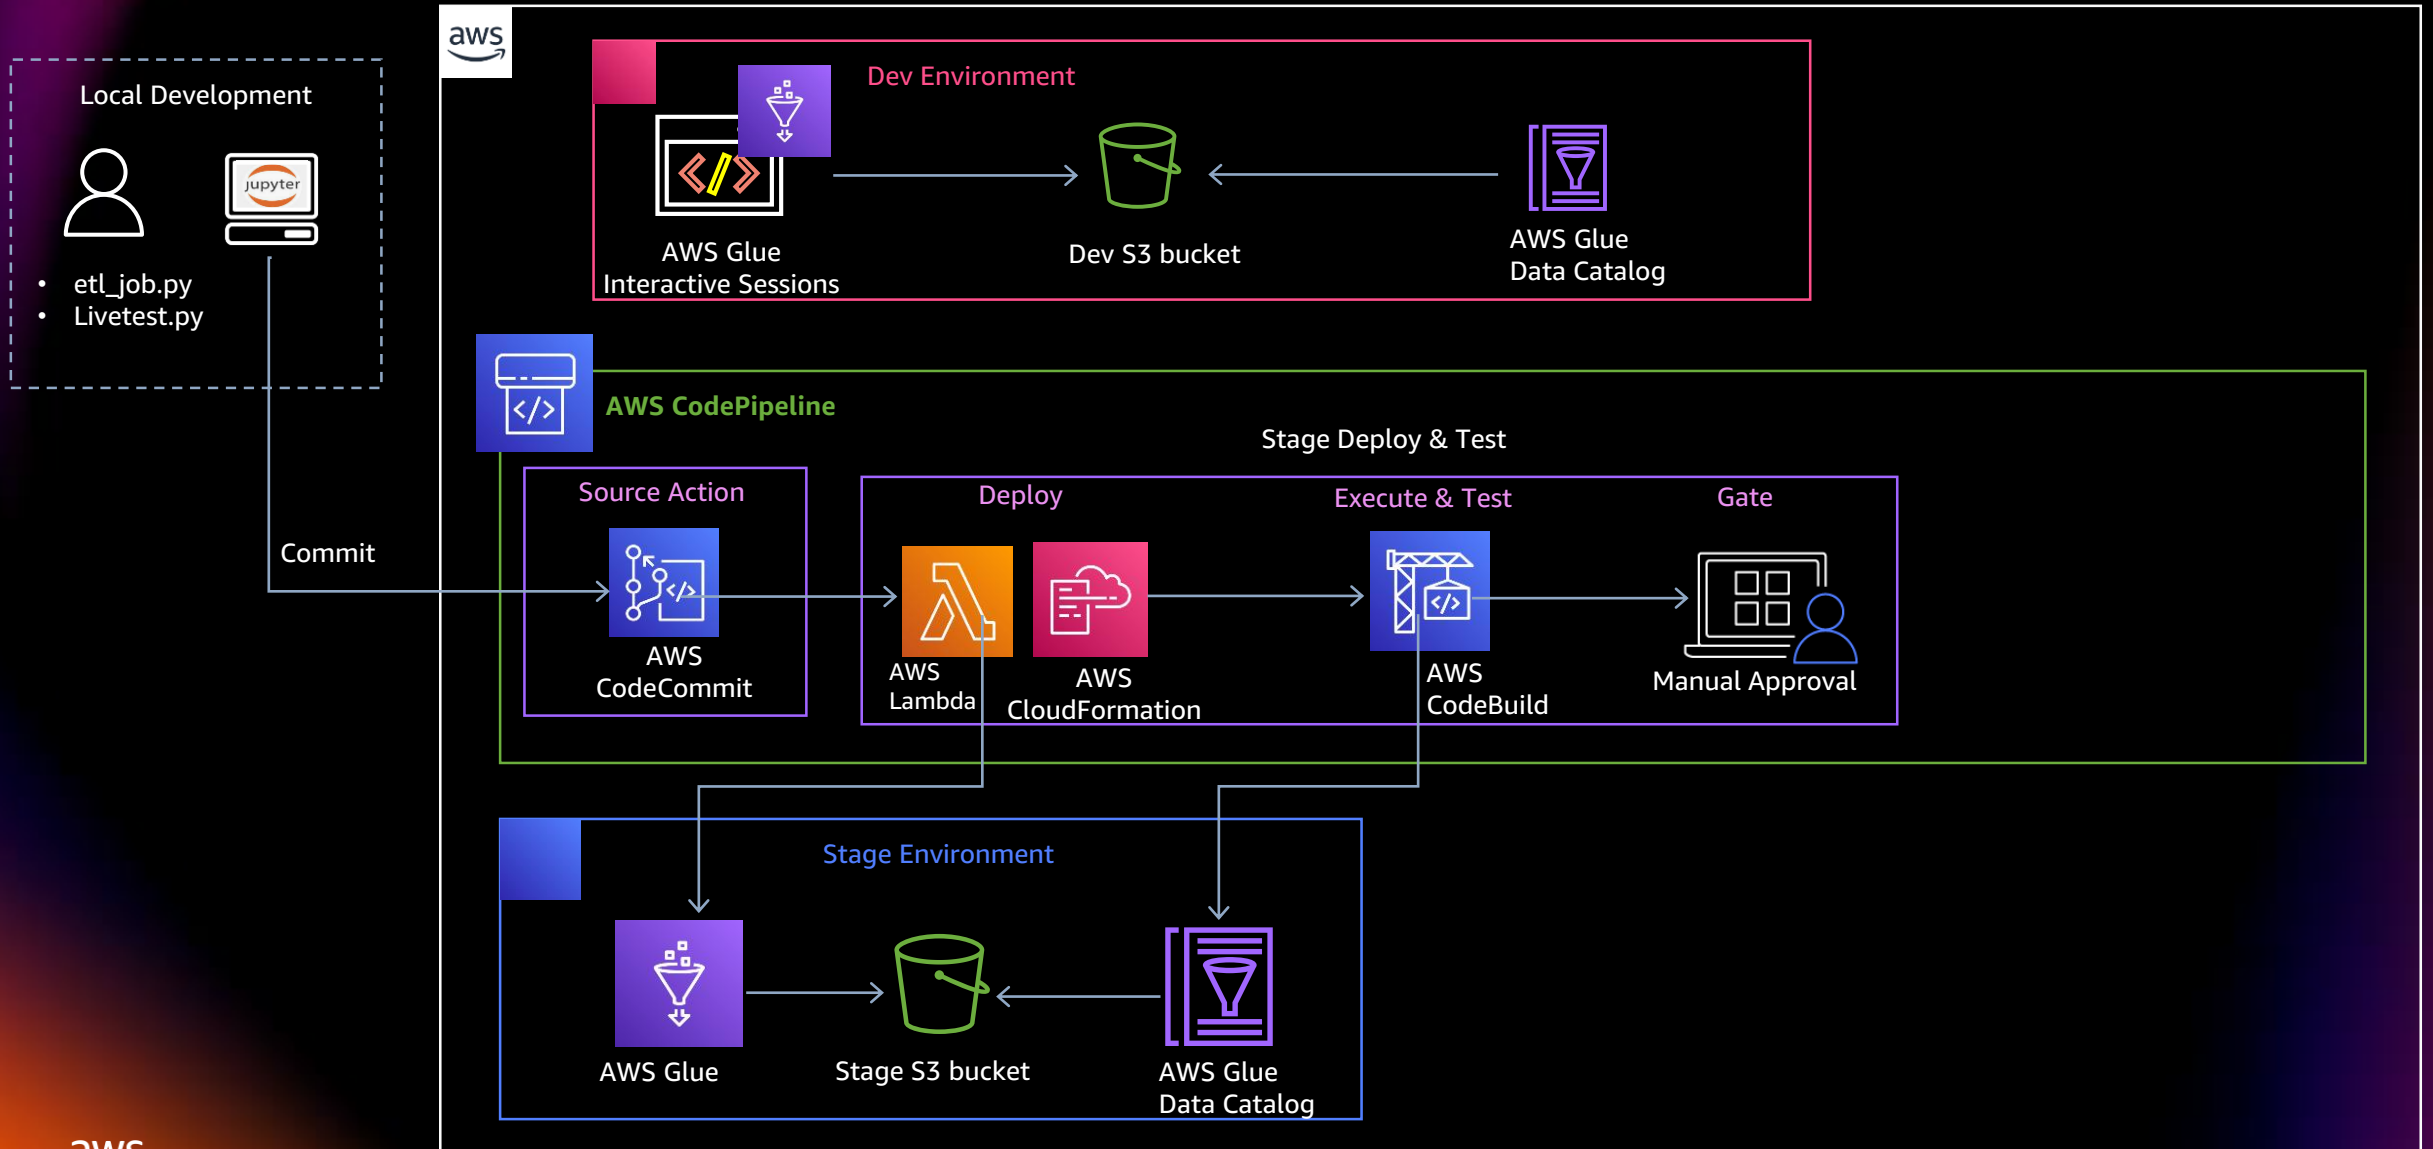 aws
Local Development
jupyter
• etl_job.py
• Livetest.py
Dev Environment
AWS Glue
Interactive Sessions
Dev S3 bucket
AWS Glue
Data Catalog
AWS CodePipeline
Stage Deploy & Test
Source Action
Deploy
Execute & Test
Gate
Commit
AWS
CodeCommit
AWS
Lambda
AWS
CloudFormation
AWS
CodeBuild
Manual Approval
Stage Environment
AWS Glue
Stage S3 bucket
AWS Glue
Data Catalog
aws